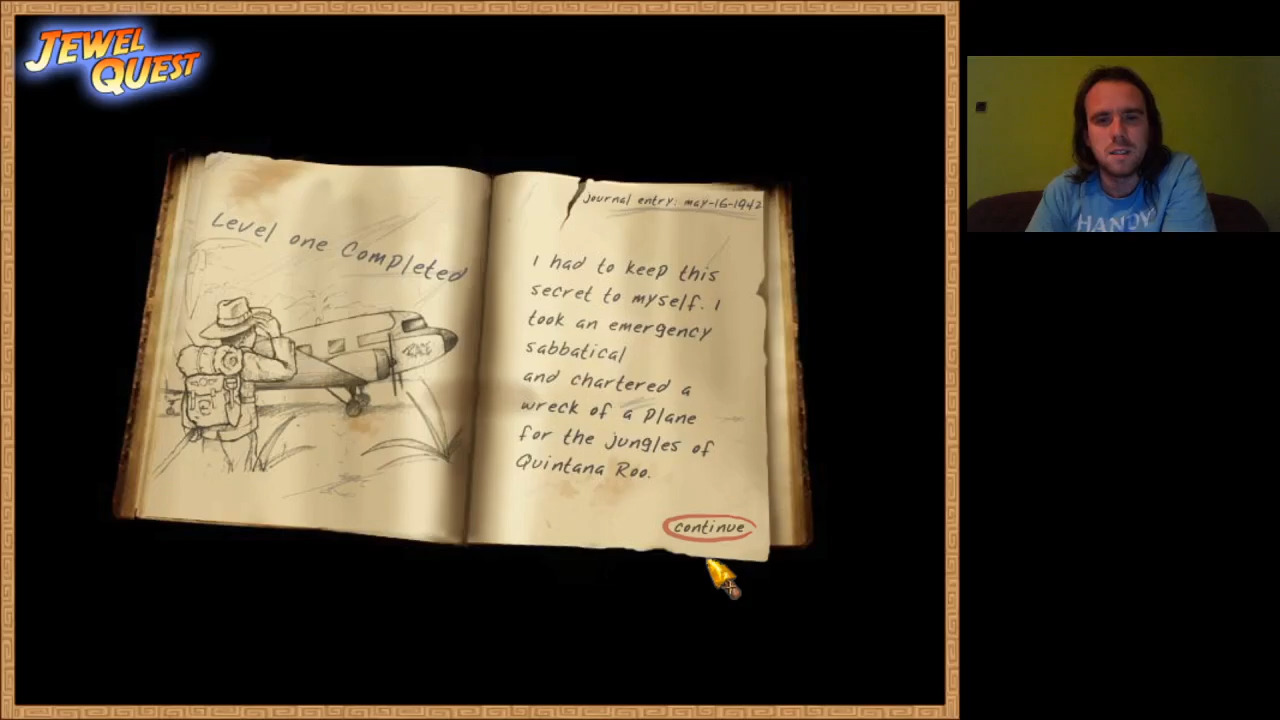 JEWEL
QUEST
Level one Completed
journal entry: may-16-1942
I had to keep this
secret to myself. I
took an emergency
sabbatical
and chartered a
wreck of a plane
for the jungles of
Quintana Roo.
continue
HANDY